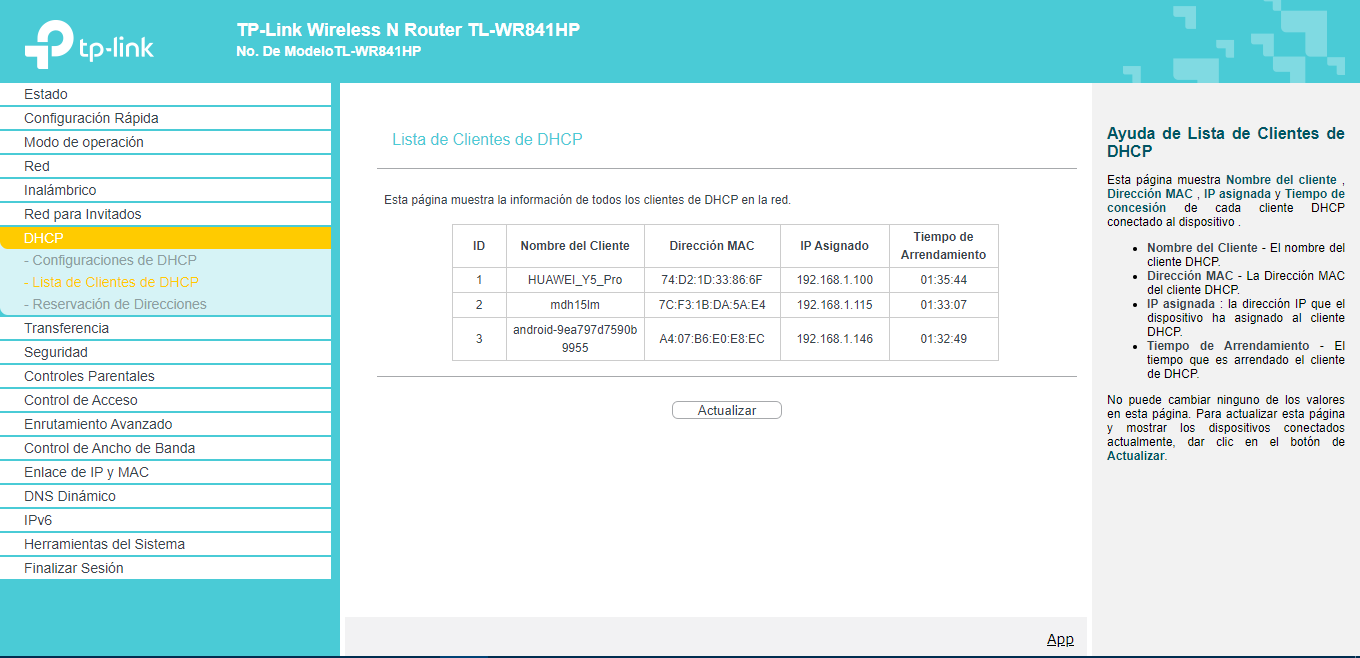 tp-link
TP-Link Wireless N Router TL-WR841HP
No. De ModeloTL-WR841HP
Estado
Configuración Rápida
Modo de operación
Red
Inalámbrico
Red para Invitados
DHCP
- Configuraciones de DHCP
- Lista de Clientes de DHCP
- Reservación de Direcciones
Transferencia
Seguridad
Controles Parentales
Control de Acceso
Enrutamiento Avanzado
Control de Ancho de Banda
Enlace de IP y MAC
DNS Dinámico
IPv6
Herramientas del Sistema
Finalizar Sesión
Lista de Clientes de DHCP
Esta página muestra la información de todos los clientes de DHCP en la red.
ID Nombre del Cliente Dirección MAC IP Asignado Tiempo de
Arrendamiento
1 HUAWEI_Y5_Pro 74:D2:1D:33:86:6F 192.168.1.100 01:35:44
2 mdh15lm 7C:F3:1B:DA:5A:E4 192.168.1.115 01:33:07
3 android-9ea797d7590b
9955 A4:07:B6:E0:E8:EC 192.168.1.146 01:32:49
Actualizar
App
Ayuda de Lista de Clientes de
DHCP
Esta página muestra Nombre del cliente ,
Dirección MAC , IP asignada y Tiempo de
concesión de cada cliente DHCP
conectado al dispositivo .
• Nombre del Cliente - El nombre del
cliente DHCP.
• Dirección MAC - La Dirección MAC
del cliente DHCP.
• IP asignada : la dirección IP que el
dispositivo ha asignado al cliente
DHCP.
• Tiempo de Arrendamiento - El
tiempo que es arrendado el cliente
de DHCP.
No puede cambiar ninguno de los valores
en esta página. Para actualizar esta página
y mostrar los dispositivos conectados
actualmente, dar clic en el botón de
Actualizar.